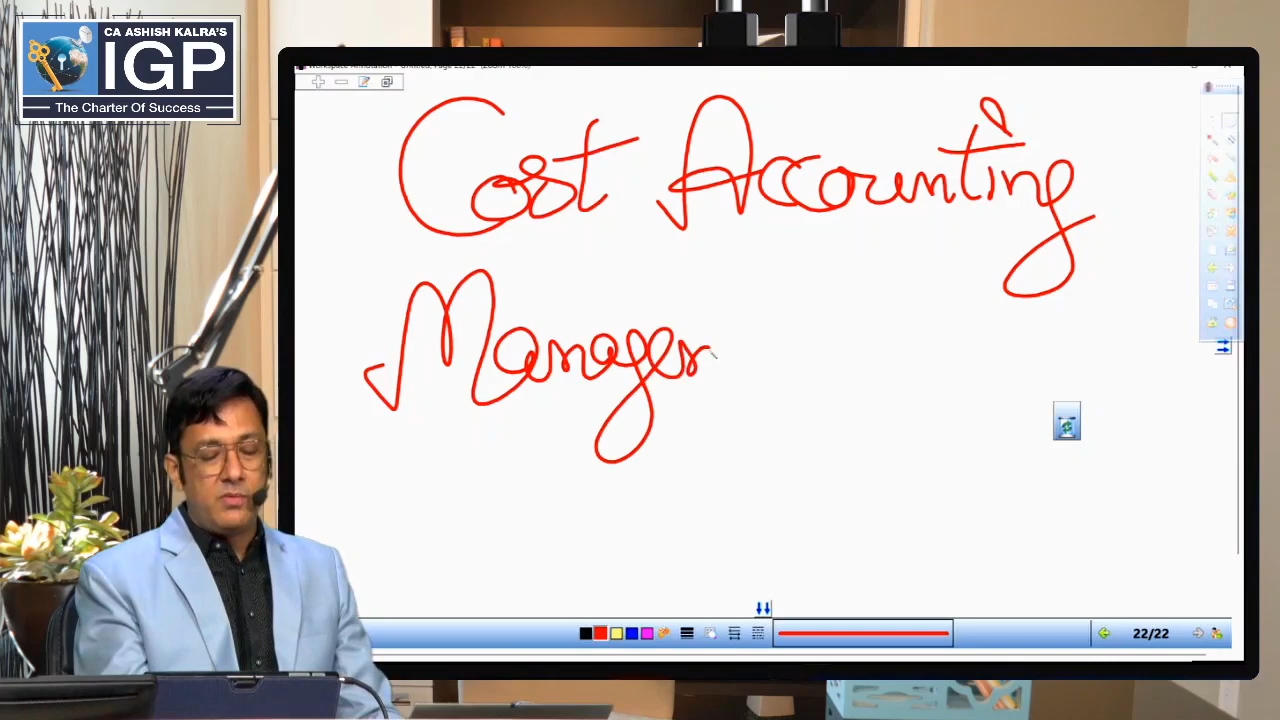 CA ASHISH KALRA'S
IGP
The Charter Of Success
Cost Accounting
Manager
22/22